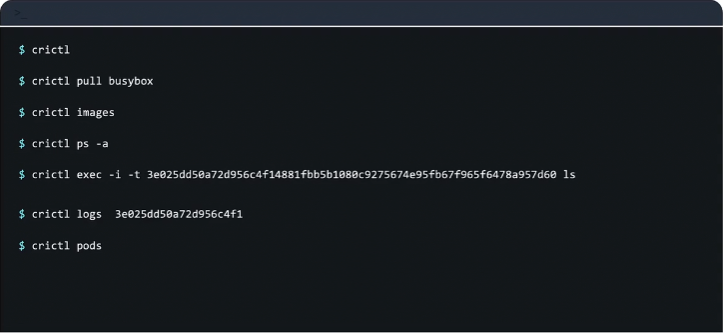 >_
$ crictl
$ crictl pull busybox
$ crictl images
$ crictl ps -a
$ crictl exec -i -t 3e025dd50a72d956c4f14881fbb5b1080c9275674e95fb67f965f6478a957d60 ls
$ crictl logs  3e025dd50a72d956c4f1
$ crictl pods